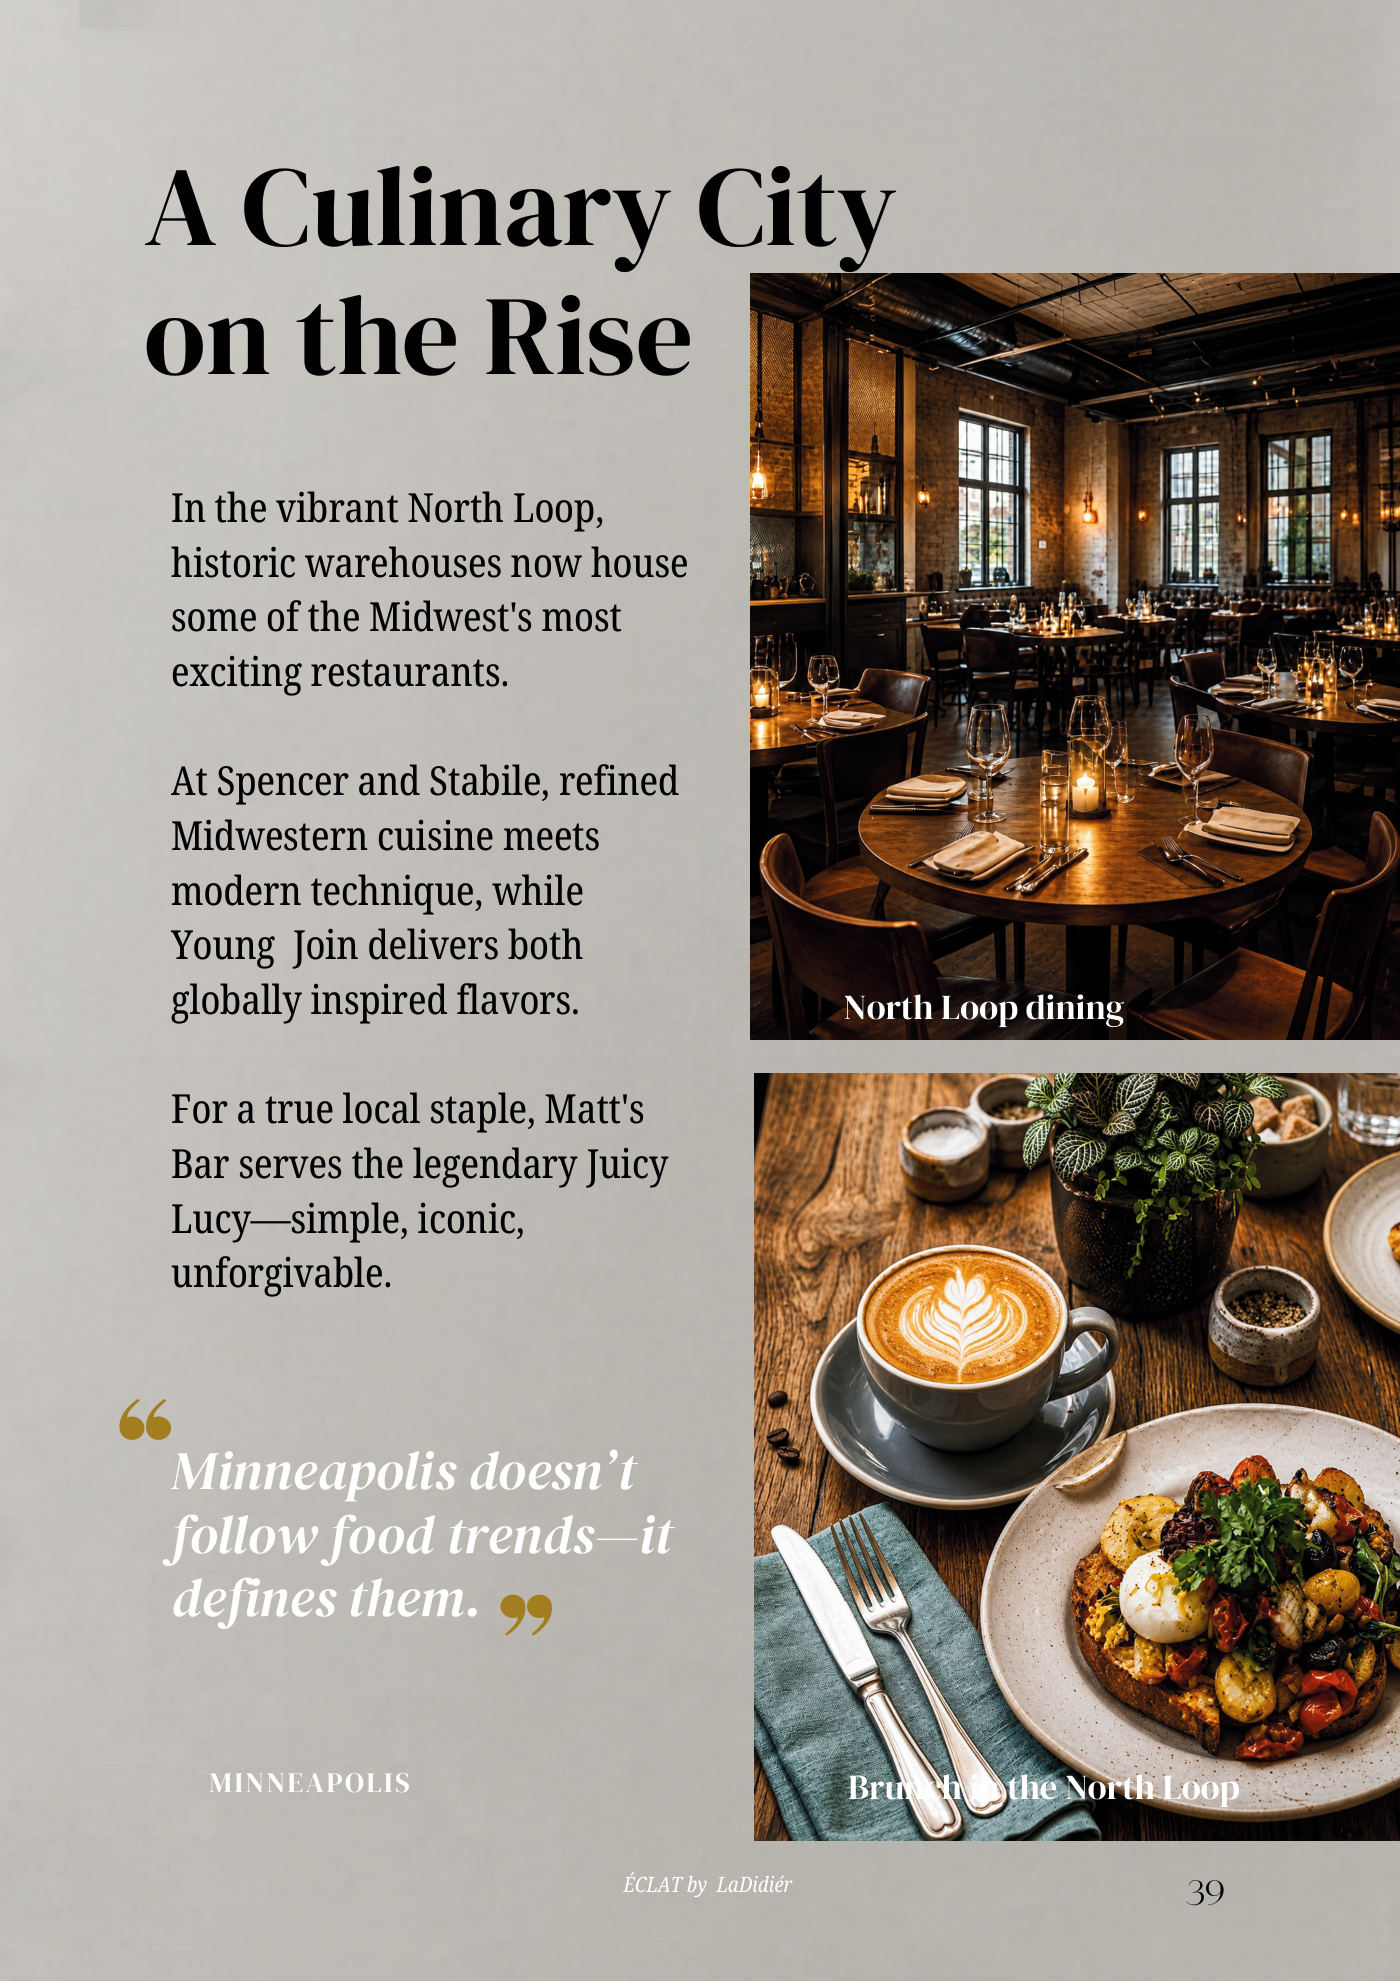 A Culinary City
on the Rise
In the vibrant North Loop,
historic warehouses now house
some of the Midwest's most
exciting restaurants.
At Spencer and Stabile, refined
Midwestern cuisine meets
modern technique, while
Young  Join delivers both
globally inspired flavors.
For a true local staple, Matt's
Bar serves the legendary Juicy
Lucy—simple, iconic,
unforgivable.
North Loop dining
“
Minneapolis doesn’t
follow food trends—it
defines them. ”
MINNEAPOLIS
Brunch in the North Loop
ÉCLAT by  LaDidiér
39